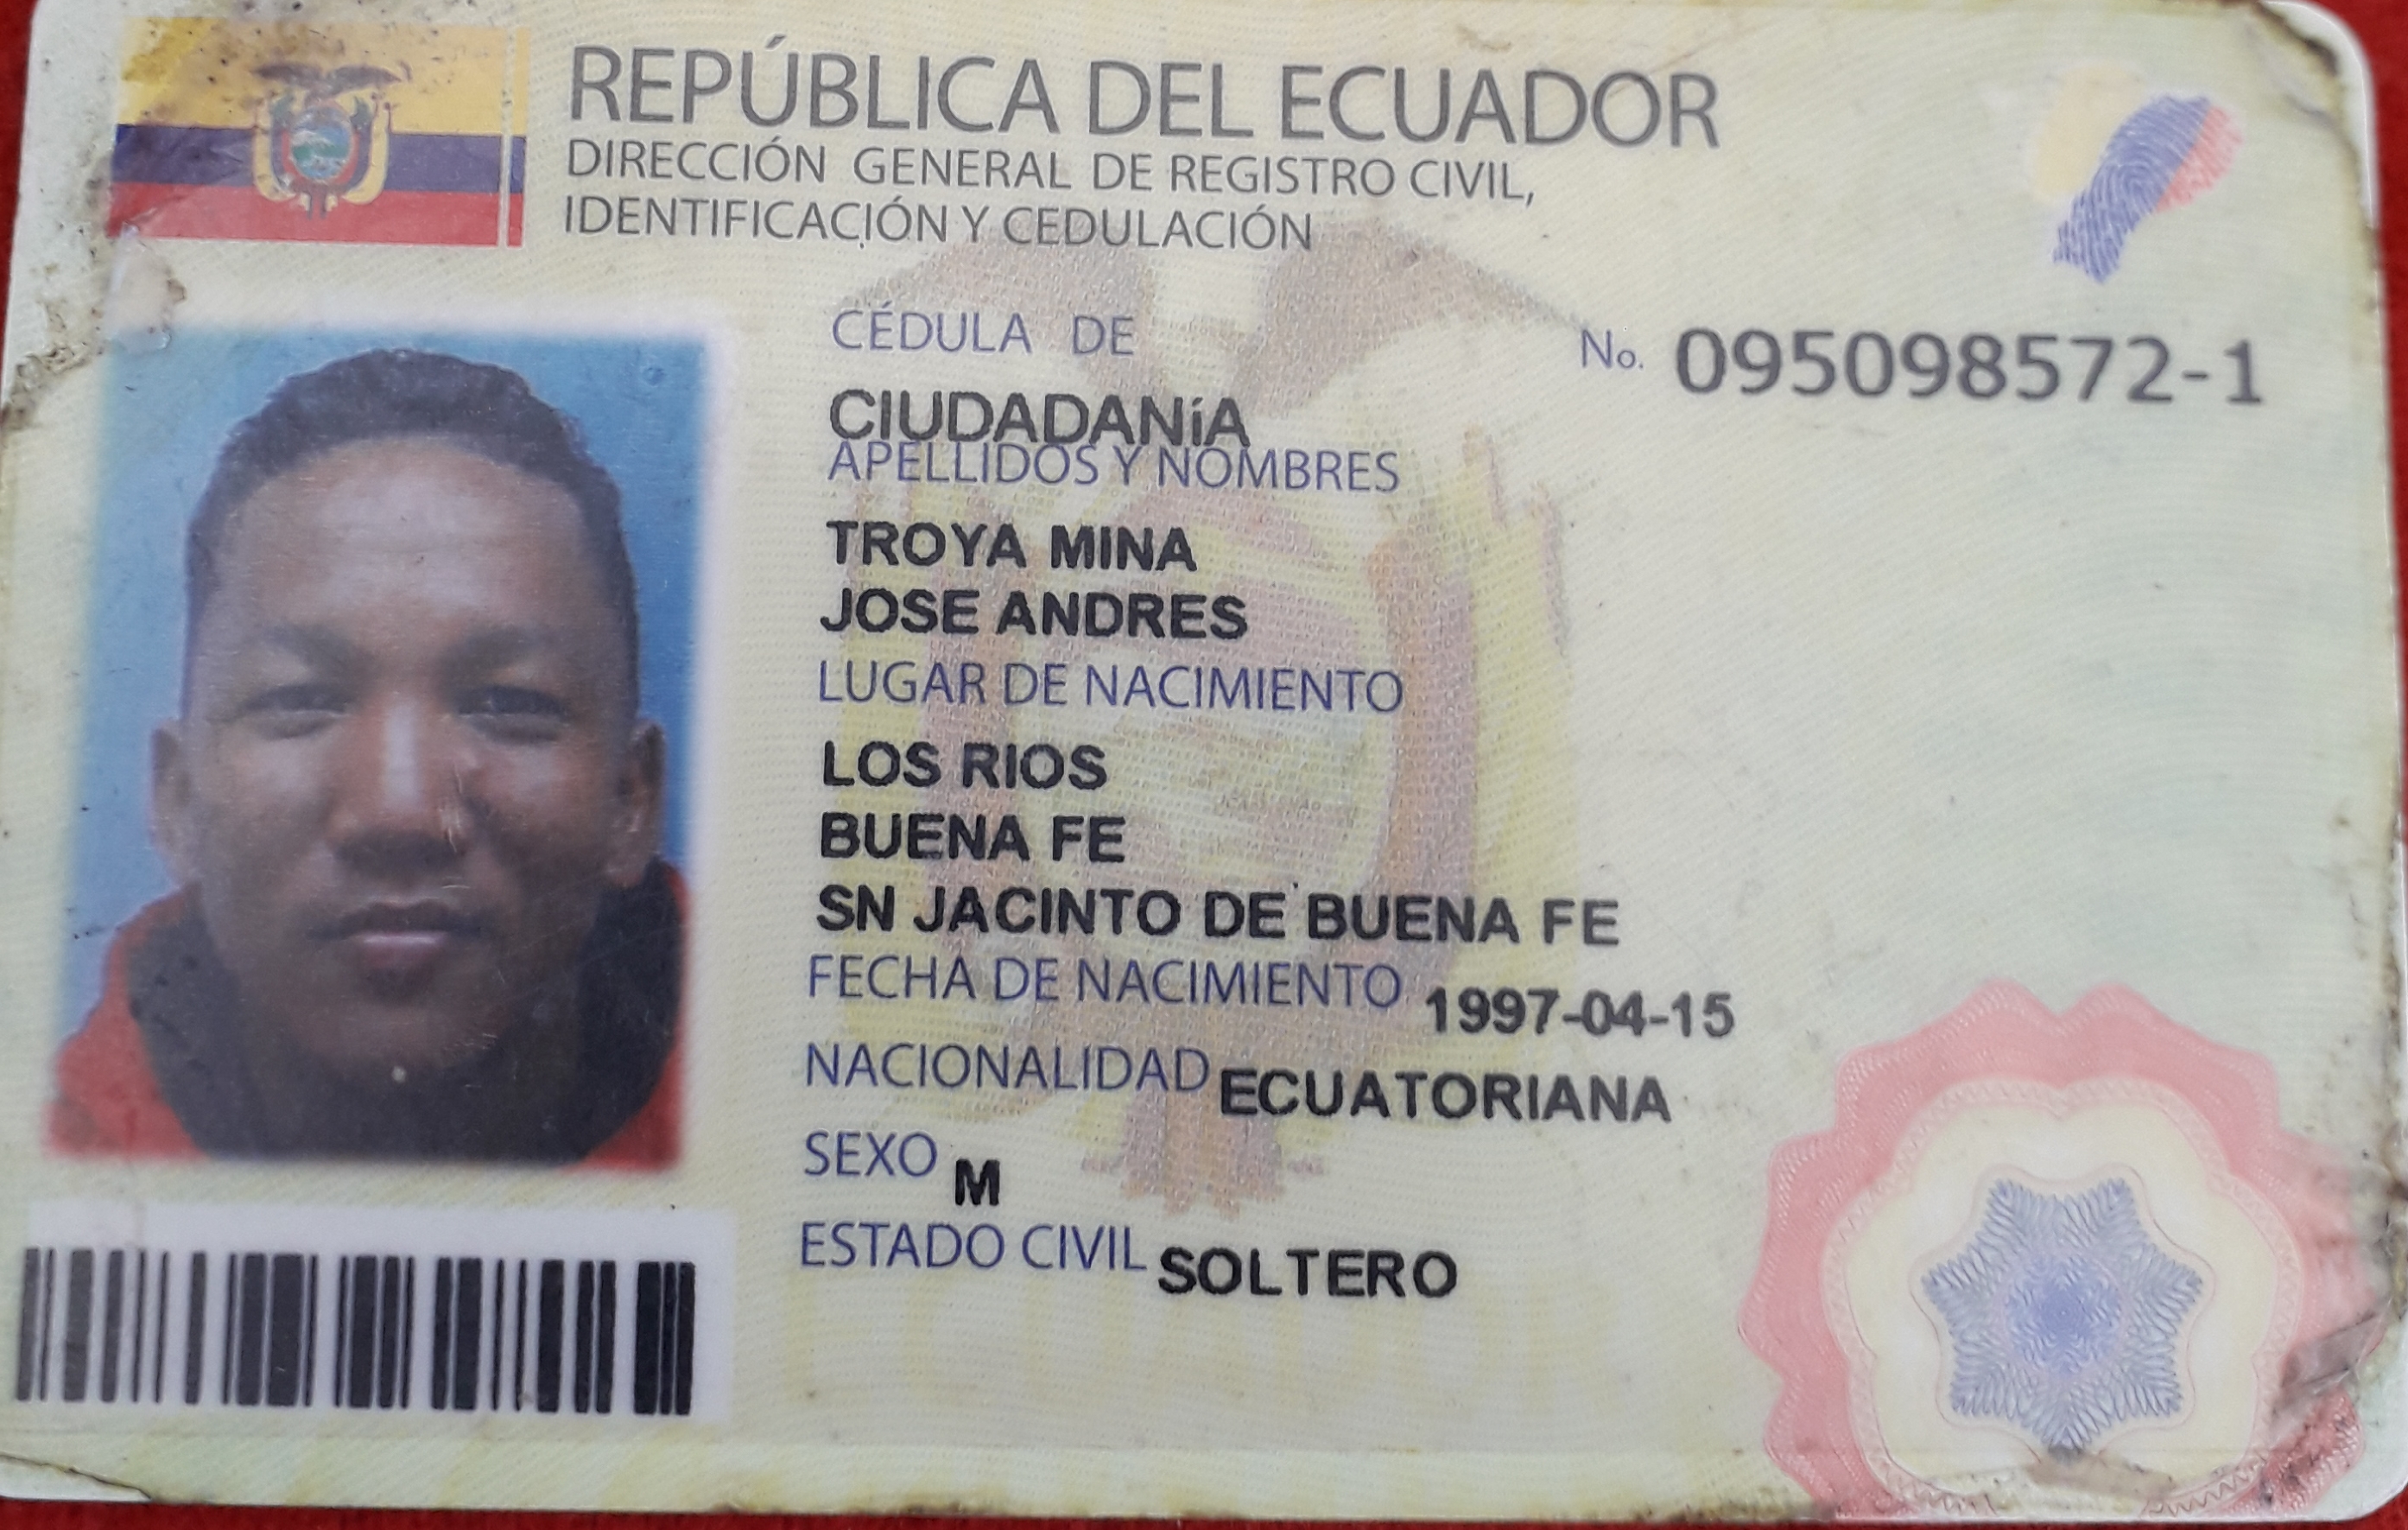 REPÚBLICA DEL ECUADOR
DIRECCIÓN GENERAL DE REGISTRO CIVIL,
IDENTIFICACIÓN Y CEDULACIÓN
CÉDULA DE No. 095098572-1
CIUDADANíA
APELLIDOS Y NOMBRES
TROYA MINA
JOSE ANDRES
LUGAR DE NACIMIENTO
LOS RIOS
BUENA FE
SN JACINTO DE BUENA FE
FECHA DE NACIMIENTO 1997-04-15
NACIONALIDAD ECUATORIANA
SEXO M
ESTADO CIVIL SOLTERO